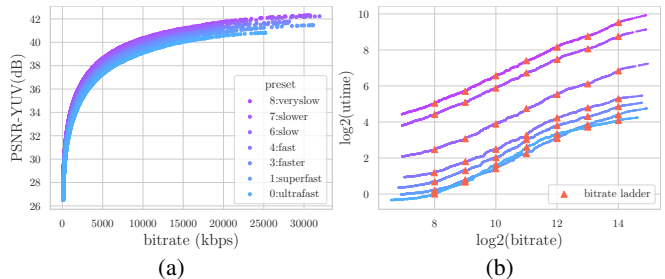 42
40
38
36
34
32
30
28
26
PSNR-YUV(dB)
preset
8:veryslow
7:slower
6:slow
4:fast
3:faster
1:superfast
0:ultrafast
0 5000 10000 15000 20000 25000 30000
bitrate (kbps)
(a)
10
8
6
4
2
0
log2(utime)
bitrate ladder
8 10 12 14
log2(bitrate)
(b)